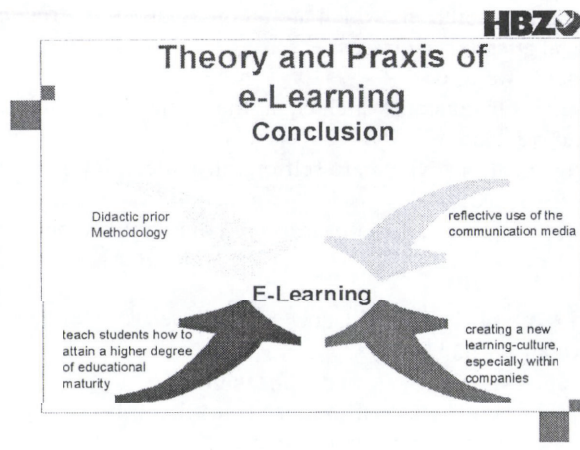 HBZ
Theory and Praxis of
e-Learning
Conclusion
Didactic prior
Methodology
reflective use of the
communication media
E-Learning
teach students how to
attain a higher degree
of educational
maturity
creating a new
learning-culture,
especially within
companies